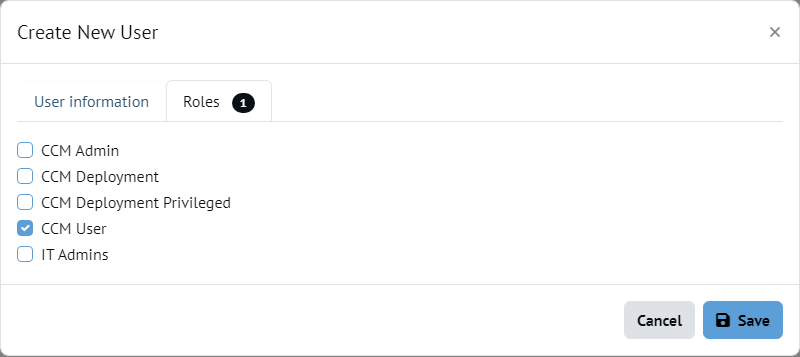 Create New User
×
User information
Roles 1
CCM Admin
CCM Deployment
CCM Deployment Privileged
CCM User
IT Admins
Cancel
Save